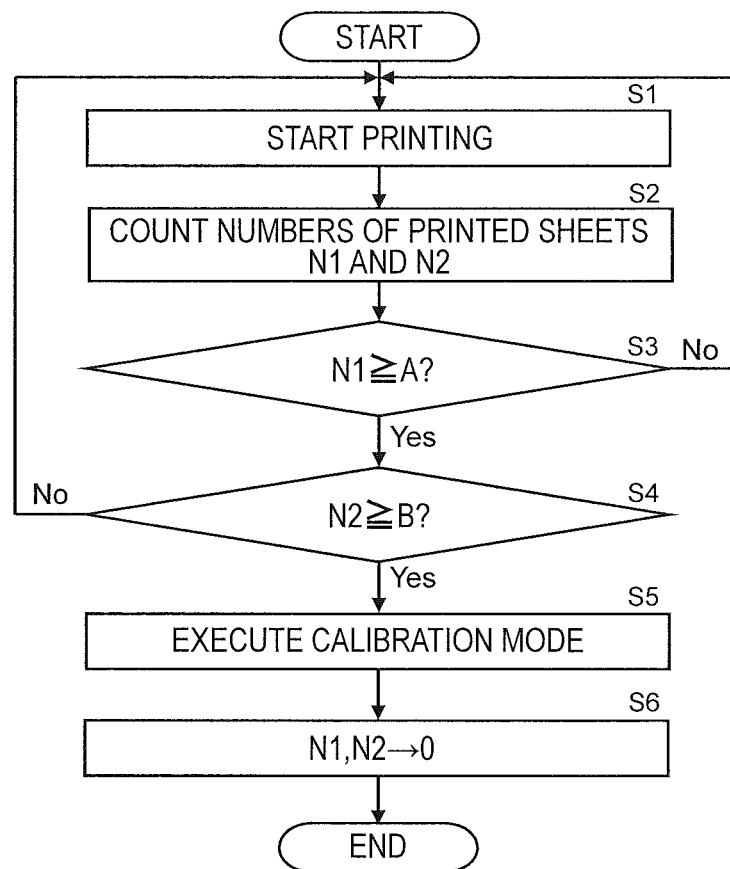 START
S1
START PRINTING
S2
COUNT NUMBERS OF PRINTED SHEETS
N1 AND N2
S3
N1≧A?
No
Yes
S4
No
N2≧B?
Yes
S5
EXECUTE CALIBRATION MODE
S6
N1,N2→0
END